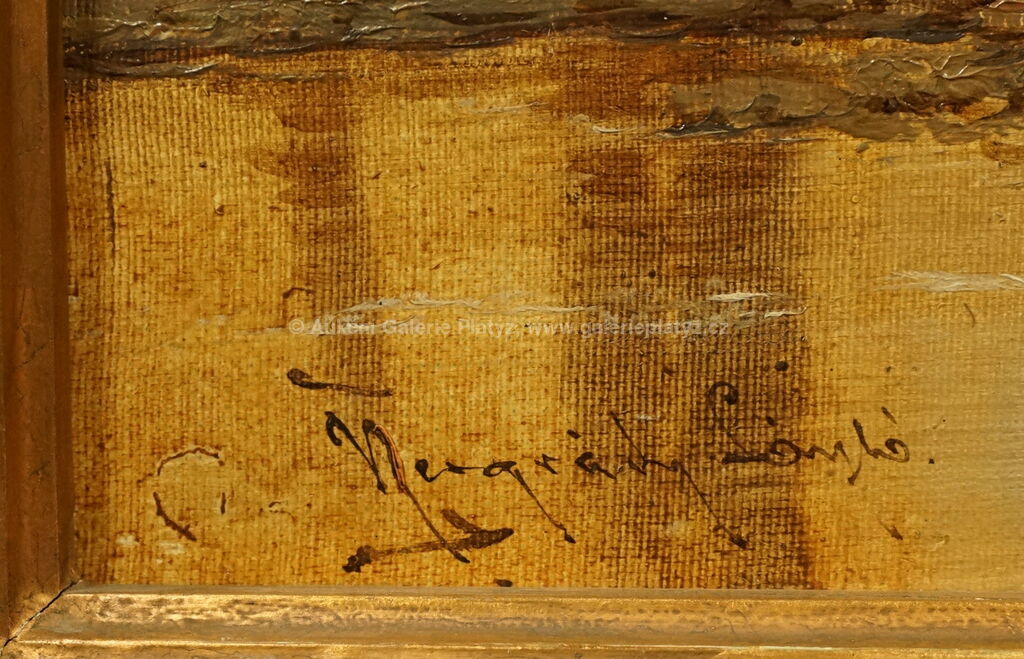 © Aukční Galerie Platýz, www.galerieplatyz.cz
Neogrády László.